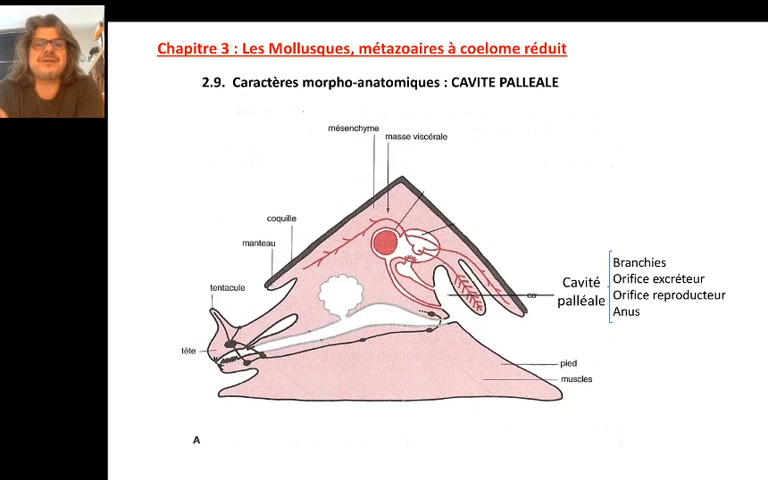 Chapitre 3 : Les Mollusques, métazoaires à coelome réduit
2.9. Caractères morpho-anatomiques : CAVITE PALLEALE
mésenchyme
masse viscérale
coquille
manteau
tentacule
tête
Cavité
palléale
Branchies
Orifice excréteur
Orifice reproducteur
Anus
pied
muscles
A